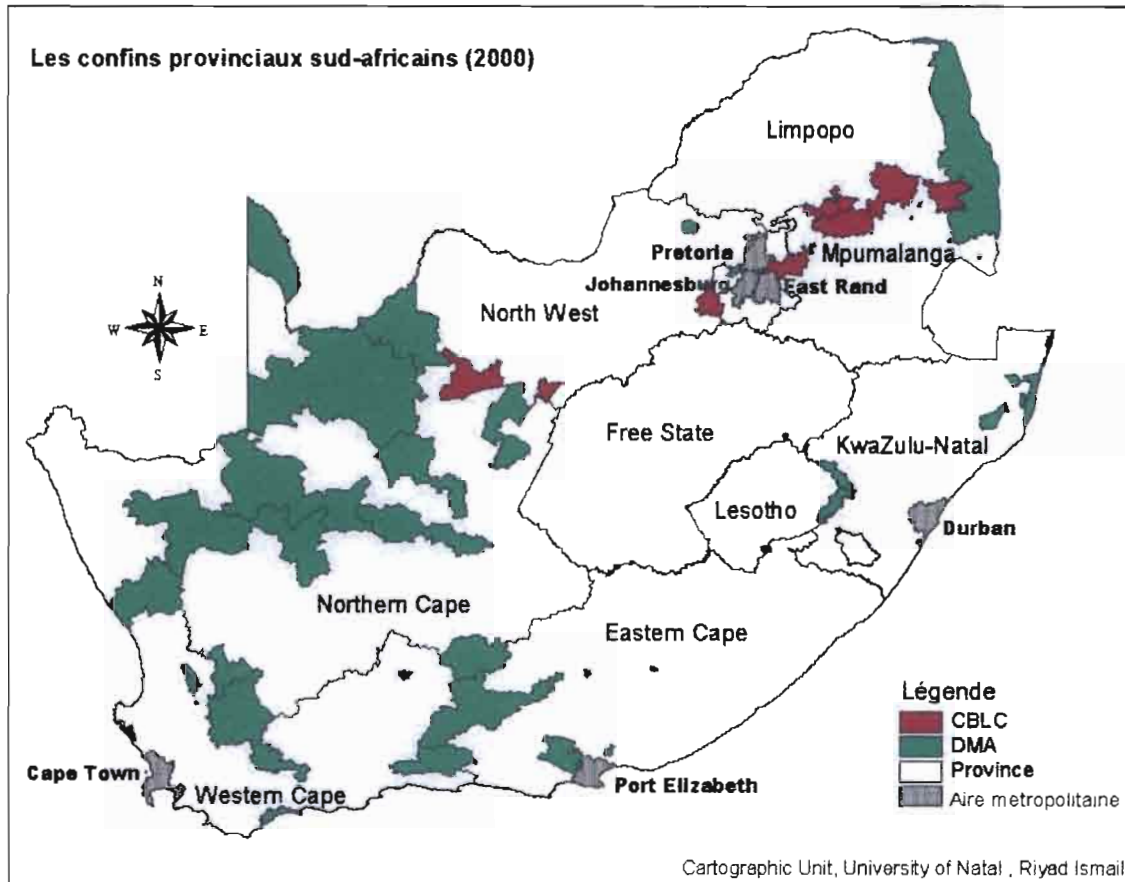 Les confins provinciaux sud-africains (2000)
Limpopo
N
W E
S
Pretoria
Mpumalanga
Johannesburg
East Rand
North West
Free State
KwaZulu-Natal
Lesotho
Durban
Northern Cape
Eastern Cape
Légende
CBLC
DMA
Province
Aire metropolitaine
Cape Town
Western Cape
Port Elizabeth
Cartographic Unit, University of Natal , Riyad Ismail